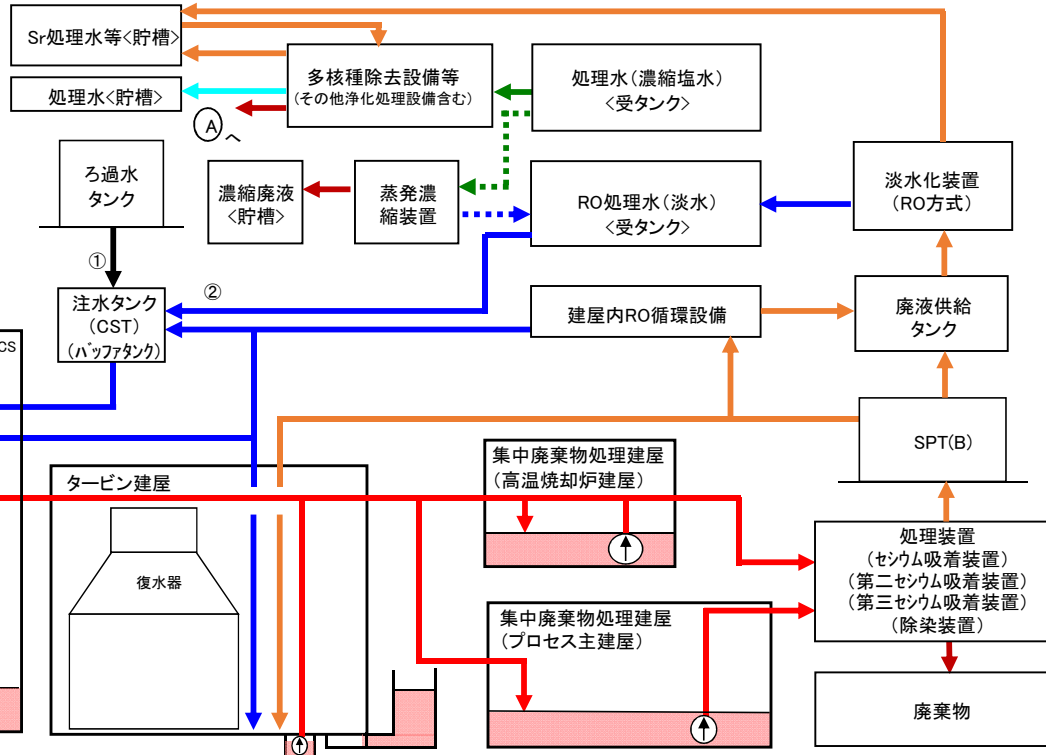 Sr処理水等<貯槽>
処理水<貯槽>
多核種除去設備等
(その他浄化処理設備含む)
処理水(濃縮塩水)
<受タンク>
A へ
ろ過水
タンク
濃縮廃液
<貯槽>
蒸発濃
縮装置
RO処理水(淡水)
<受タンク>
淡水化装置
(RO方式)
①
②
注水タンク
(CST)
(バッファタンク)
建屋内RO循環設備
廃液供給
タンク
CS
SPT(B)
タービン建屋
復水器
集中廃棄物処理建屋
(高温焼却炉建屋)
処理装置
(セシウム吸着装置)
(第二セシウム吸着装置)
(第三セシウム吸着装置)
(除染装置)
集中廃棄物処理建屋
(プロセス主建屋)
廃棄物